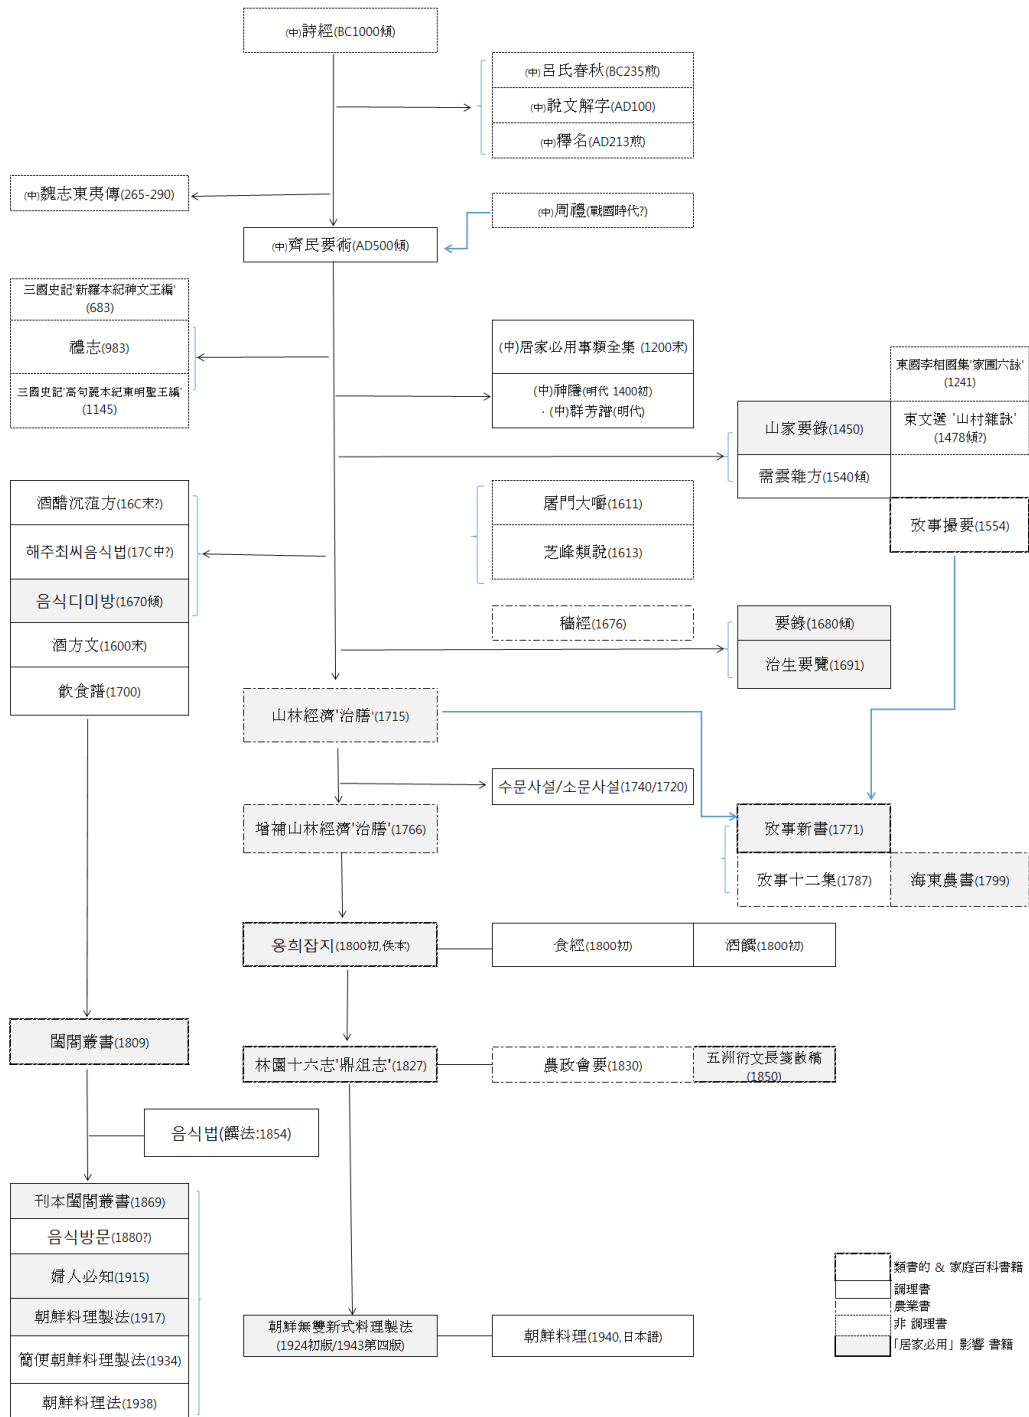 (中)詩經(BC1000傾)
(中)呂氏春秋(BC235煎)
(中)說文解字(AD100)
(中)釋名(AD213煎)
(中)魏志東夷傳(265-290)
(中)周禮(戰國時代?)
(中)齊民要術(AD500傾)
三國史記'新羅本紀神文王編'
(683)
禮志(983)
三國史記'高句麗本紀東明聖王編'
(1145)
(中)居家必用事類全集 (1200末)
(中)神隱(明代 1400初)
· (中)群芳譜(明代)
東國李相國集'家圃六詠'
(1241)
山家要錄(1450)
東文選 '山村雜詠'
(1478傾?)
需雲雜方(1540傾)
攷事撮要(1554)
酒醋沉菹方(16C末?)
해주최씨음식법(17C中?)
음식디미방(1670傾)
酒方文(1600末)
飮食譜(1700)
屠門大嚼(1611)
芝峰類說(1613)
穡經(1676)
要錄(1680傾)
治生要覽(1691)
山林經濟'治膳'(1715)
수문사설/소문사설(1740/1720)
增補山林經濟'治膳'(1766)
攷事新書(1771)
攷事十二集(1787)
海東農書(1799)
옹희잡지(1800初,佚本)
食經(1800初)
酒饌(1800初)
閨閤叢書(1809)
林園十六志'鼎俎志'(1827)
農政會要(1830)
五洲衍文長箋散稿
(1850)
음식법(饌法:1854)
刊本閨閤叢書(1869)
음식방문(1880?)
婦人必知(1915)
朝鮮料理製法(1917)
簡便朝鮮料理製法(1934)
朝鮮料理法(1938)
朝鮮無雙新式料理製法
(1924初版/1943第四版)
朝鮮料理(1940,日本語)
類書的 & 家庭百科書籍
調理書
農業書
非 調理書
「居家必用」影響 書籍